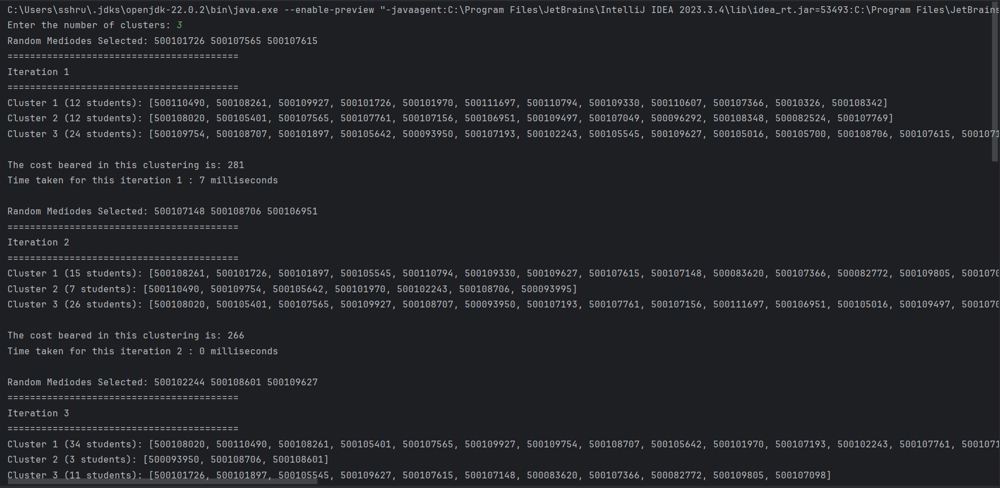 C:\Users\sshru\.jdks\openjdk-22.0.2\bin\java.exe --enable-preview "-javaagent:C:\Program Files\JetBrains\IntelliJ IDEA 2023.3.4\lib\idea_rt.jar=53493:C:\Program Files\JetBrains
Enter the number of clusters: 3
Random Mediodes Selected: 500101726 500107565 500107615
=========================================
Iteration 1
=========================================
Cluster 1 (12 students): [500110490, 500108261, 500109927, 500101726, 500101970, 500111697, 500110794, 500109330, 500110607, 500107366, 50010326, 500108342]
Cluster 2 (12 students): [500108020, 500105401, 500107565, 500107761, 500107156, 500106951, 500109497, 500107049, 500096292, 500108348, 500082524, 500107769]
Cluster 3 (24 students): [500109754, 500108707, 500101897, 500105642, 500093950, 500107193, 500102243, 500105545, 500109627, 500105016, 500105700, 500108706, 500107615, 5001071
The cost beared in this clustering is: 281
Time taken for this iteration 1 : 7 milliseconds
Random Mediodes Selected: 500107148 500108706 500106951
=========================================
Iteration 2
=========================================
Cluster 1 (15 students): [500108261, 500101726, 500101897, 500105545, 500110794, 500109330, 500109627, 500107615, 500107148, 500083620, 500107366, 500082772, 500109805, 5001070
Cluster 2 (7 students): [500110490, 500109754, 500105642, 500101970, 500102243, 500108706, 500093995]
Cluster 3 (26 students): [500108020, 500105401, 500107565, 500109927, 500108707, 500093950, 500107193, 500107761, 500107156, 500111697, 500106951, 500105016, 500109497, 5001070
The cost beared in this clustering is: 266
Time taken for this iteration 2 : 0 milliseconds
Random Mediodes Selected: 500102244 500108601 500109627
=========================================
Iteration 3
=========================================
Cluster 1 (34 students): [500108020, 500110490, 500108261, 500105401, 500107565, 500109927, 500109754, 500108707, 500105642, 500101970, 500107193, 500102243, 500107761, 5001071
Cluster 2 (3 students): [500093950, 500108706, 500108601]
Cluster 3 (11 students): [500101726, 500101897, 500105545, 500109627, 500107615, 500107148, 500083620, 500107366, 500082772, 500109805, 500107098]